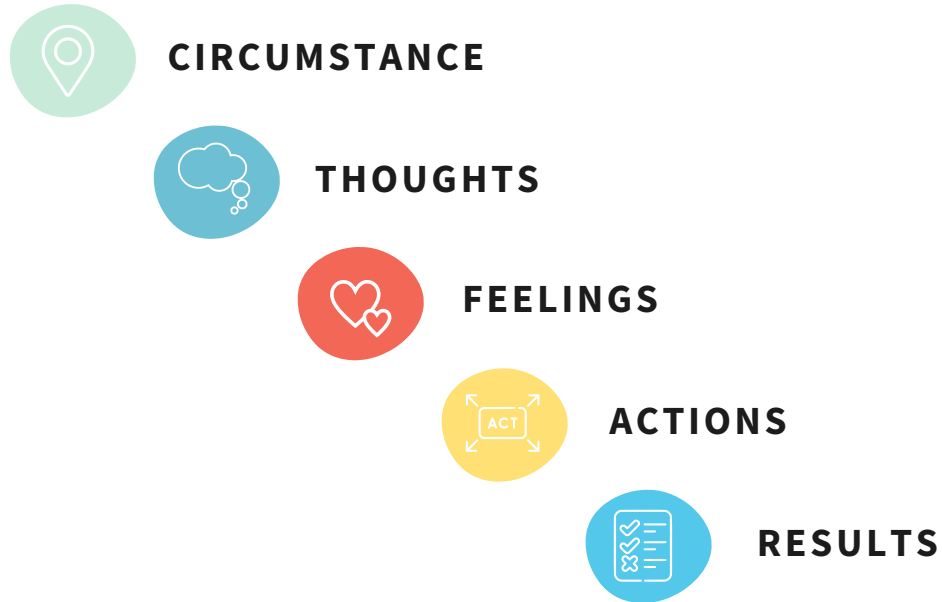 CIRCUMSTANCE
THOUGHTS
FEELINGS
ACT
ACTIONS
RESULTS